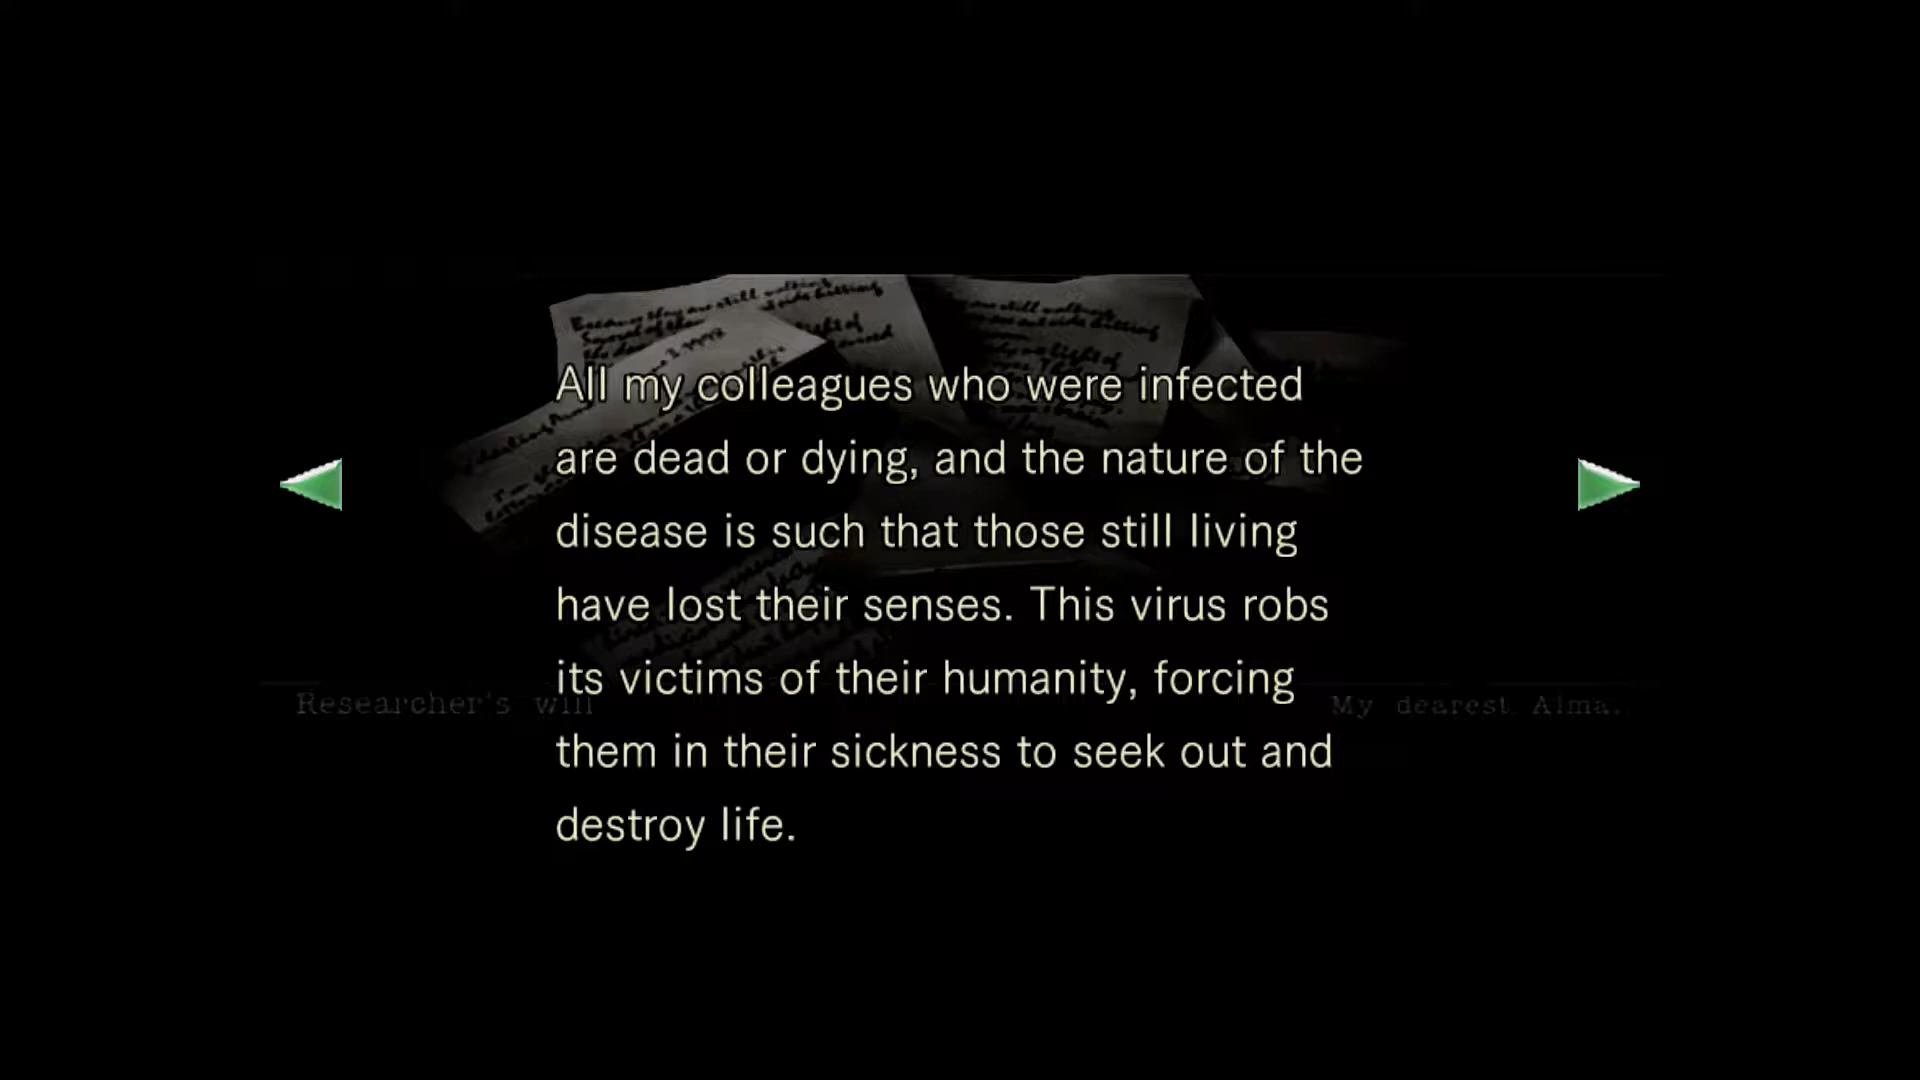 All my colleagues who were infected
are dead or dying, and the nature of the
disease is such that those still living
have lost their senses. This virus robs
its victims of their humanity, forcing
them in their sickness to seek out and
destroy life.
Researcher's will
My dearest Alma..